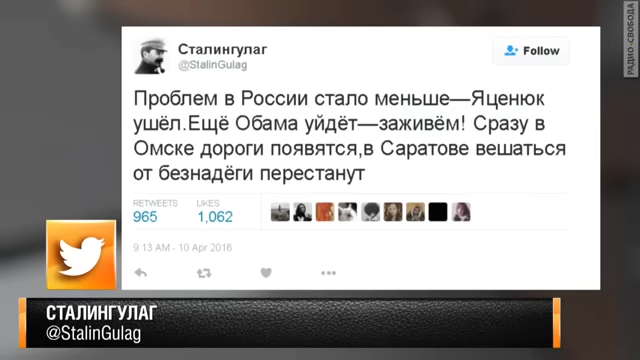 РАДИО СВОБОДА
Сталингулаг
@StalinGulag
Follow
Проблем в России стало меньше—Яценюк
ушёл.Ещё Обама уйдёт—заживём! Сразу в
Омске дороги появятся,в Саратове вешаться
от безнадёги перестанут
RETWEETS LIKES
965 1,062
9:13 AM - 10 Apr 2016
СТАЛИНГУЛАГ
@StalinGulag